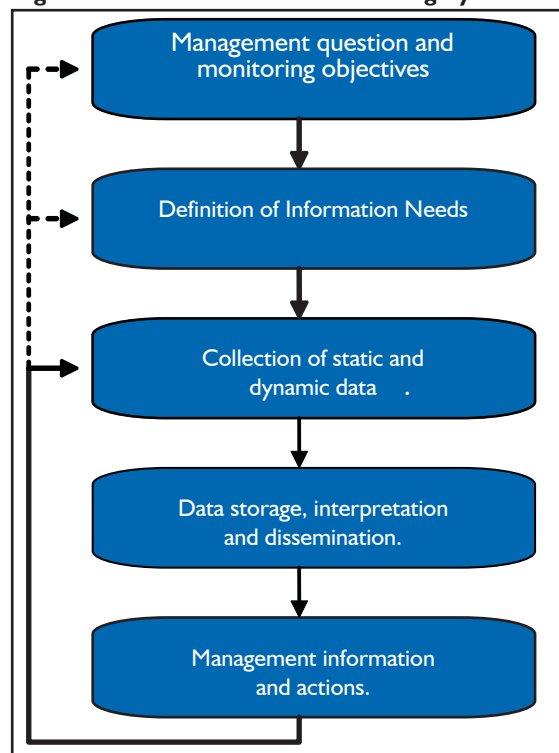 Management question and
monitoring objectives
Definition of Information Needs
Collection of static and
dynamic data .
Data storage, interpretation
and dissemination.
Management information
and actions.